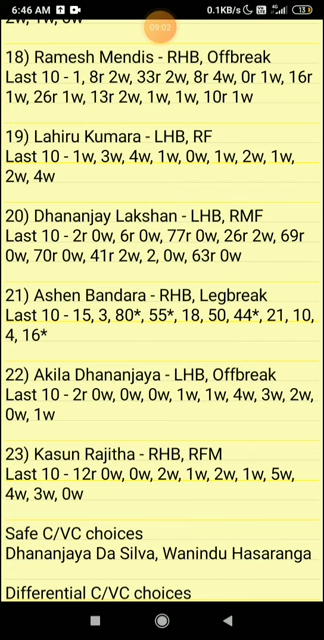 6:46 AM 0.1KB/s 4G 13
2w, 1w, 0w
09:02
18) Ramesh Mendis - RHB, Offbreak
Last 10 - 1, 8r 2w, 33r 2w, 8r 4w, 0r 1w, 16r
1w, 26r 1w, 13r 2w, 1w, 1w, 10r 1w
19) Lahiru Kumara - LHB, RF
Last 10 - 1w, 3w, 4w, 1w, 0w, 1w, 2w, 1w,
2w, 4w
20) Dhananjay Lakshan - LHB, RMF
Last 10 - 2r 0w, 6r 0w, 77r 0w, 26r 2w, 69r
0w, 70r 0w, 41r 2w, 2, 0w, 63r 0w
21) Ashen Bandara - RHB, Legbreak
Last 10 - 15, 3, 80*, 55*, 18, 50, 44*, 21, 10,
4, 16*
22) Akila Dhananjaya - LHB, Offbreak
Last 10 - 2r 0w, 0w, 0w, 1w, 1w, 4w, 3w, 2w,
0w, 1w
23) Kasun Rajitha - RHB, RFM
Last 10 - 12r 0w, 0w, 2w, 1w, 2w, 1w, 5w,
4w, 3w, 0w
Safe C/VC choices
Dhananjaya Da Silva, Wanindu Hasaranga
Differential C/VC choices